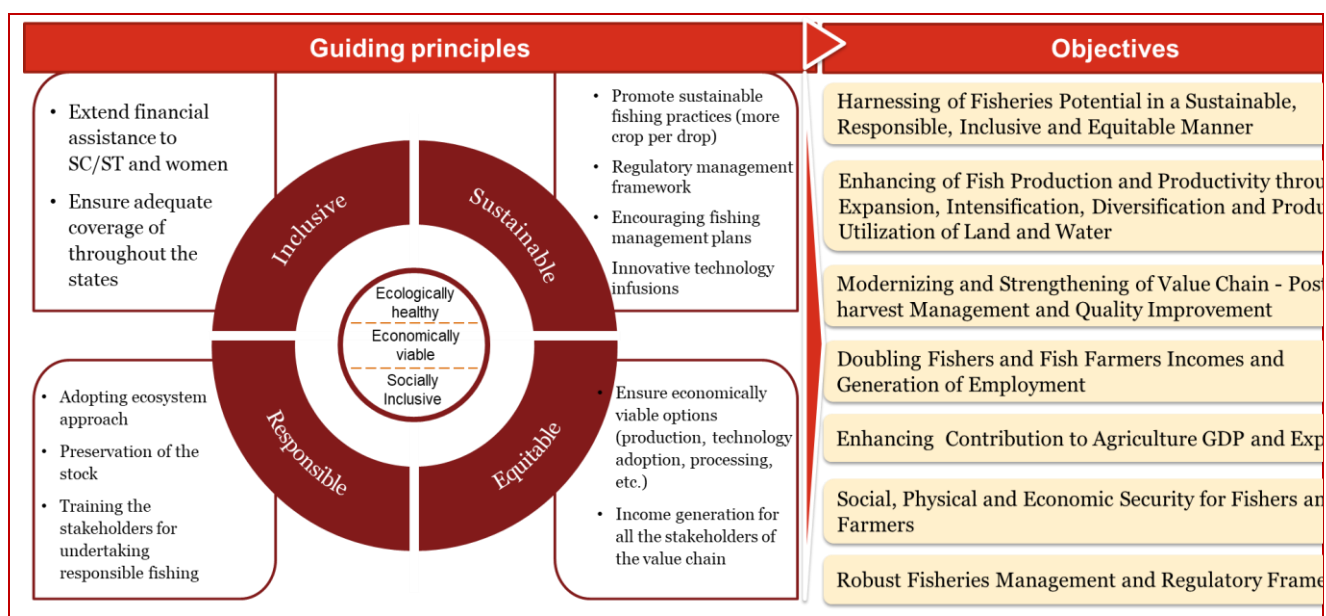 Guiding principles
• Extend financial
assistance to
SC/ST and women
• Ensure adequate
coverage of
throughout the
states
• Promote sustainable
fishing practices (more
crop per drop)
• Regulatory management
framework
• Encouraging fishing
management plans
• Innovative technology
infusions
Inclusive
Sustainable
Ecologically
healthy
Economically
viable
Socially
Inclusive
Responsible
Equitable
• Adopting ecosystem
approach
• Preservation of the
stock
• Training the
stakeholders for
undertaking
responsible fishing
• Ensure economically
viable options
(production, technology
adoption, processing,
etc.)
• Income generation for
all the stakeholders of
the value chain
Objectives
Harnessing of Fisheries Potential in a Sustainable,
Responsible, Inclusive and Equitable Manner
Enhancing of Fish Production and Productivity
Expansion, Intensification, Diversification and
Utilization of Land and Water
Modernizing and Strengthening of Value Chain - Post
harvest Management and Quality Improvement
Doubling Fishers and Fish Farmers Incomes and
Generation of Employment
Enhancing Contribution to Agriculture GDP and
Social, Physical and Economic Security for Fishers
Farmers
Robust Fisheries Management and Regulatory